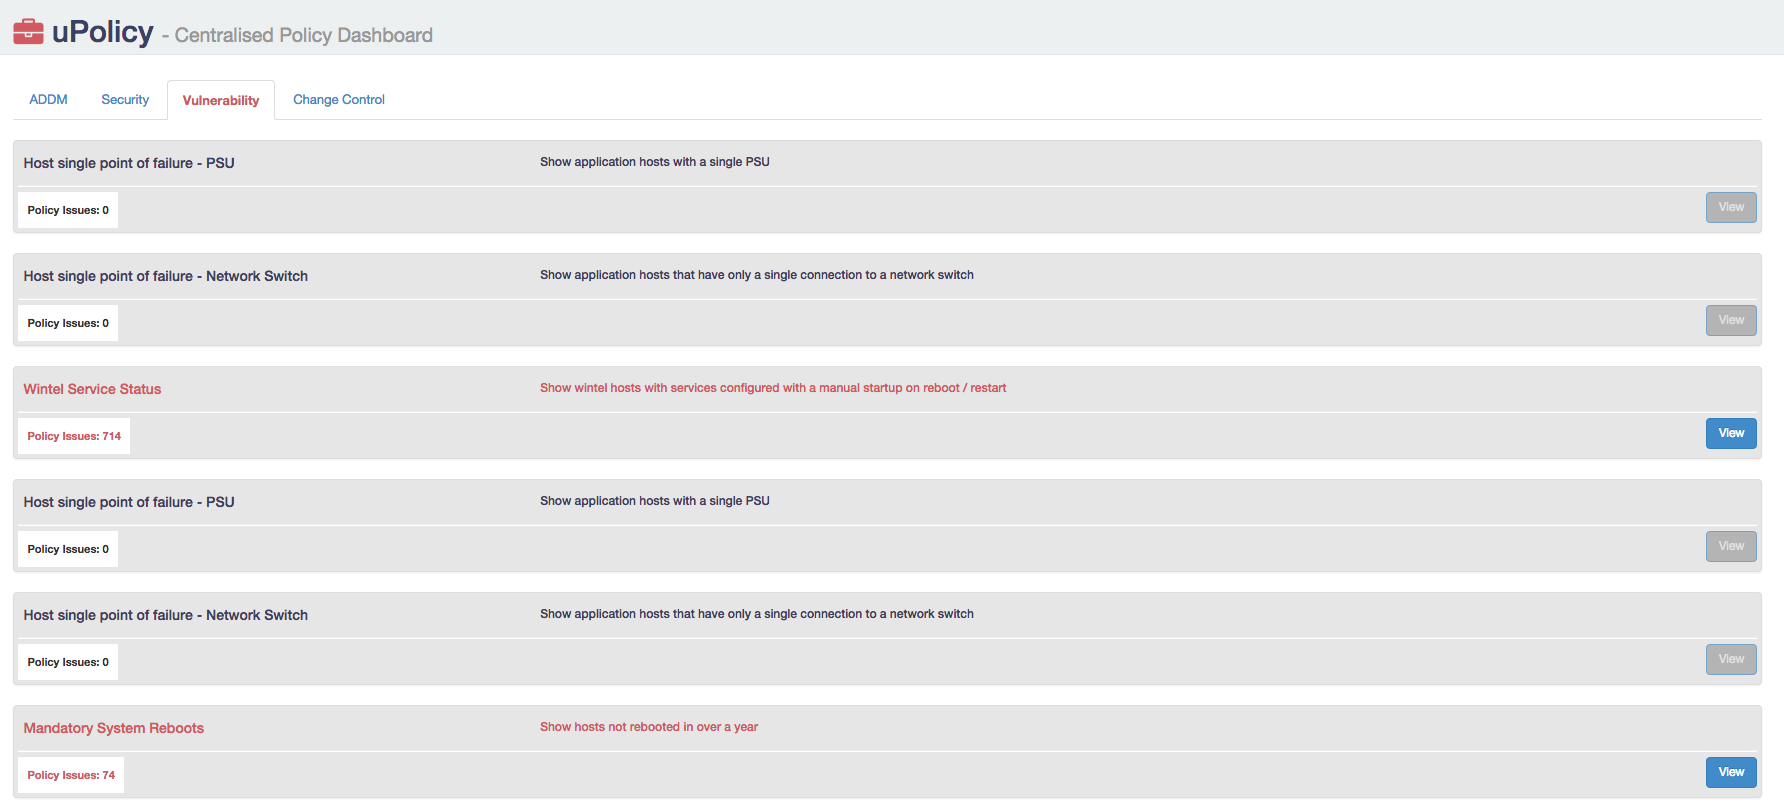 uPolicy - Centralised Policy Dashboard
ADDM Security Vulnerability Change Control
Host single point of failure - PSU Show application hosts with a single PSU
Policy Issues: 0 View
Host single point of failure - Network Switch Show application hosts that have only a single connection to a network switch
Policy Issues: 0 View
Wintel Service Status Show wintel hosts with services configured with a manual startup on reboot / restart
Policy Issues: 714 View
Host single point of failure - PSU Show application hosts with a single PSU
Policy Issues: 0 View
Host single point of failure - Network Switch Show application hosts that have only a single connection to a network switch
Policy Issues: 0 View
Mandatory System Reboots Show hosts not rebooted in over a year
Policy Issues: 74 View